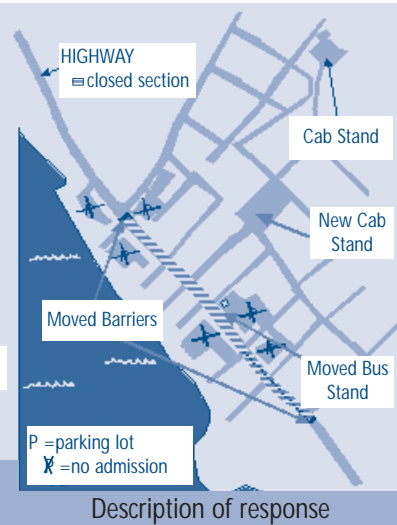 HIGHWAY
=closed section
Cab Stand
New Cab
Stand
Moved Barriers
Moved Bus
Stand
P =parking lot
=no admission
Description of response